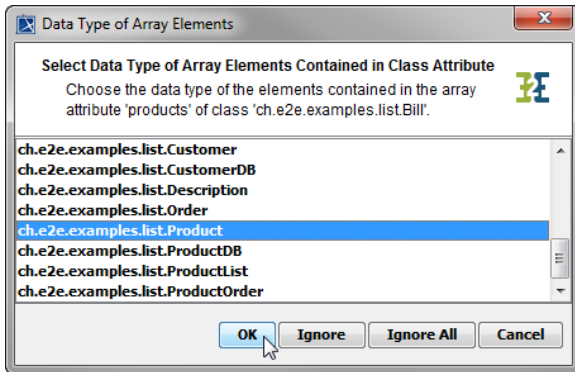 Data Type of Array Elements
Select Data Type of Array Elements Contained in Class Attribute
Choose the data type of the elements contained in the array
attribute 'products' of class 'ch.e2e.examples.list.Bill'.
E2E
ch.e2e.examples.list.Customer
ch.e2e.examples.list.CustomerDB
ch.e2e.examples.list.Description
ch.e2e.examples.list.Order
ch.e2e.examples.list.Product
ch.e2e.examples.list.ProductDB
ch.e2e.examples.list.ProductList
ch.e2e.examples.list.ProductOrder
OK Ignore Ignore All Cancel